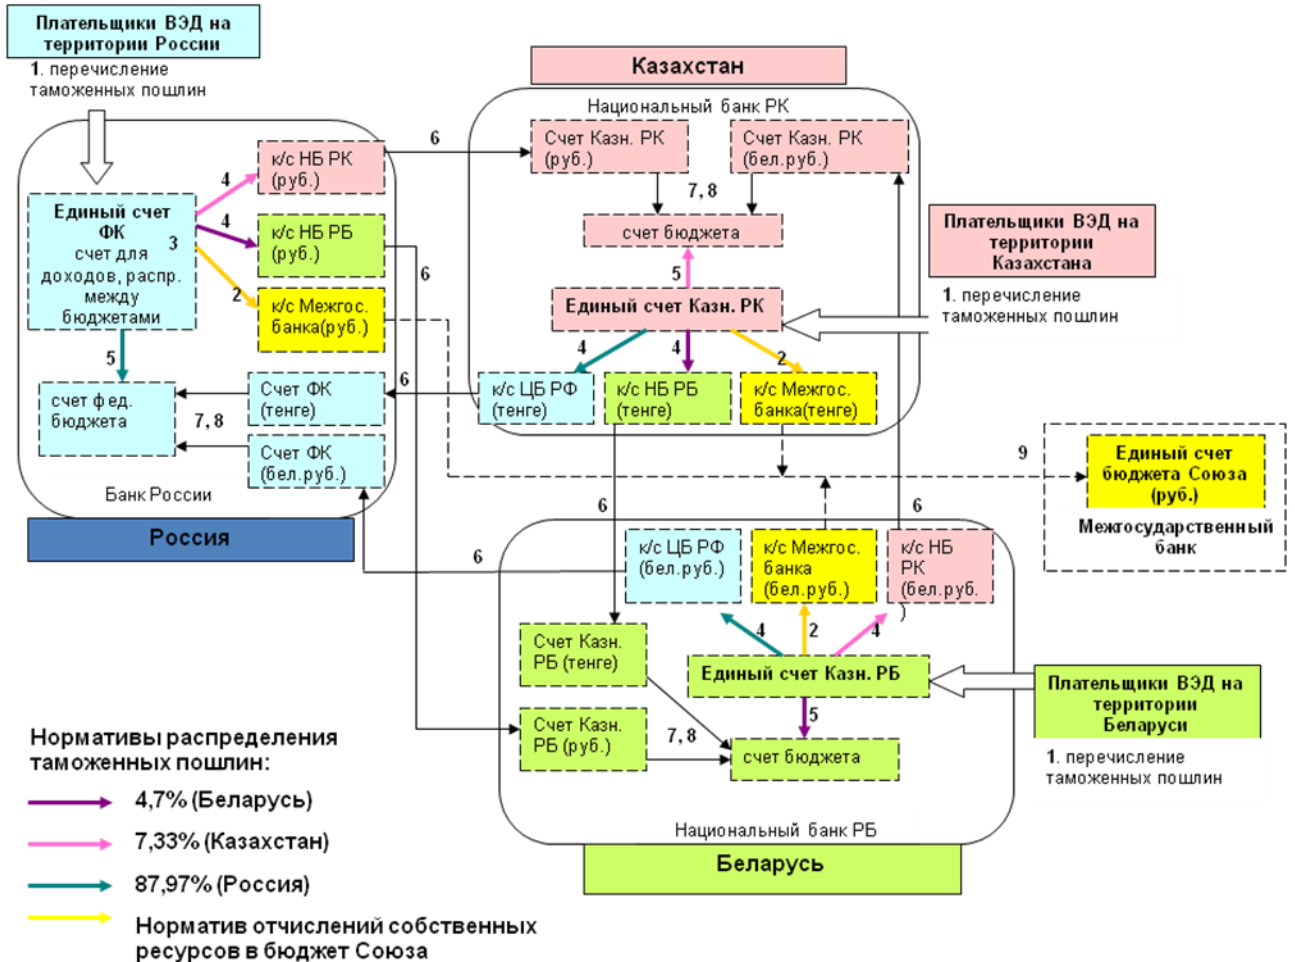 Плательщики ВЭД на
территории России
1. перечисление
таможенных пошлин
Казахстан
Национальный банк РК
Счет Казн. РК
(руб.)
Счет Казн. РК
(бел.руб.)
7, 8
счет бюджета
5
Единый счет Казн. РК
4
4
2
к/с ЦБ РФ
(тенге)
к/с НБ РБ
(тенге)
к/с Межгос.
банка(тенге)
Плательщики ВЭД на
территории
Казахстана
1. перечисление
таможенных пошлин
6
к/с НБ РК
(руб.)
4
Единый счет
ФК
3
счет для
доходов, распр.
между
бюджетами
4
к/с НБ РБ
(руб.)
6
2
к/с Межгос.
банка(руб.)
5
счет фед.
бюджета
Счет ФК
(тенге)
6
7, 8
Счет ФК
(бел.руб.)
Банк России
Россия
9
Единый счет
бюджета Союза
(руб.)
Межгосударственный
банк
6
6
6
к/с ЦБ РФ
(бел.руб.)
к/с Межгос.
банка
(бел.руб.)
к/с НБ
РК
(бел.руб.
)
4
2
4
Счет Казн.
РБ (тенге)
Единый счет Казн. РБ
5
Счет Казн.
РБ (руб.)
7, 8
счет бюджета
Национальный банк РБ
Беларусь
Плательщики ВЭД на
территории
Беларуси
1. перечисление
таможенных пошлин
Нормативы распределения
таможенных пошлин:
4,7% (Беларусь)
7,33% (Казахстан)
87,97% (Россия)
Норматив отчислений собственных
ресурсов в бюджет Союза